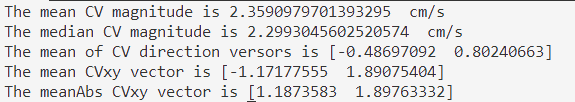 The mean CV magnitude is 2.3590979701393295  cm/s
The median CV magnitude is 2.2993045602520574  cm/s
The mean of CV direction versors is [-0.48697092  0.80240663]
The mean CVxy vector is [-1.17177555  1.89075404]
The meanAbs CVxy vector is [1.1873583  1.89763332]